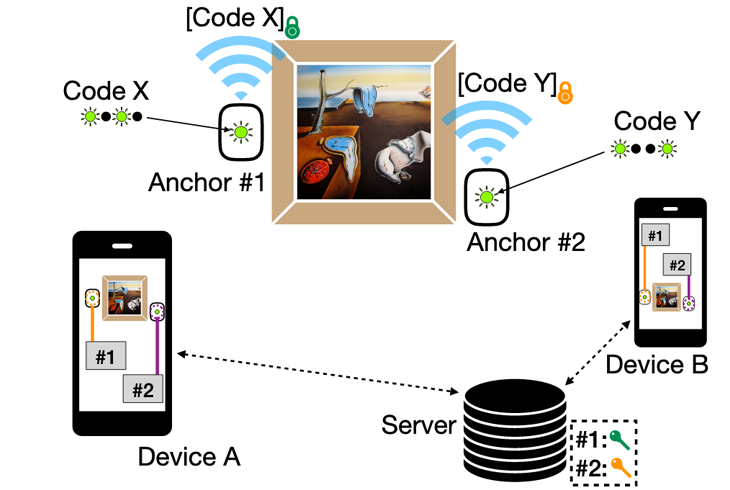 [Code X]
[Code Y]
Code X
Code Y
Anchor #1
Anchor #2
#1
#2
#1
#2
Device B
Server
#1:
#2:
Device A